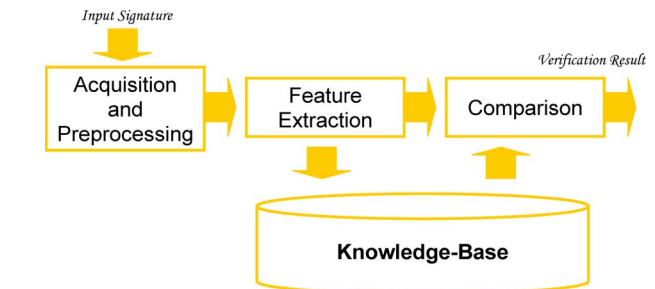 Input Signature
Verification Result
Acquisition
and
Preprocessing
Feature
Extraction
Comparison
Knowledge-Base